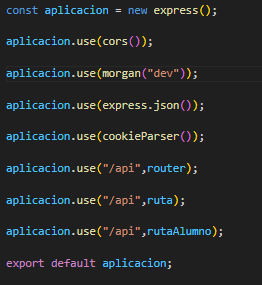 const aplicacion = new express();
aplicacion.use(cors());
aplicacion.use(morgan("dev"));
aplicacion.use(express.json());
aplicacion.use(cookieParser());
aplicacion.use("/api",router);
aplicacion.use("/api",ruta);
aplicacion.use("/api",rutaAlumno);
export default aplicacion;